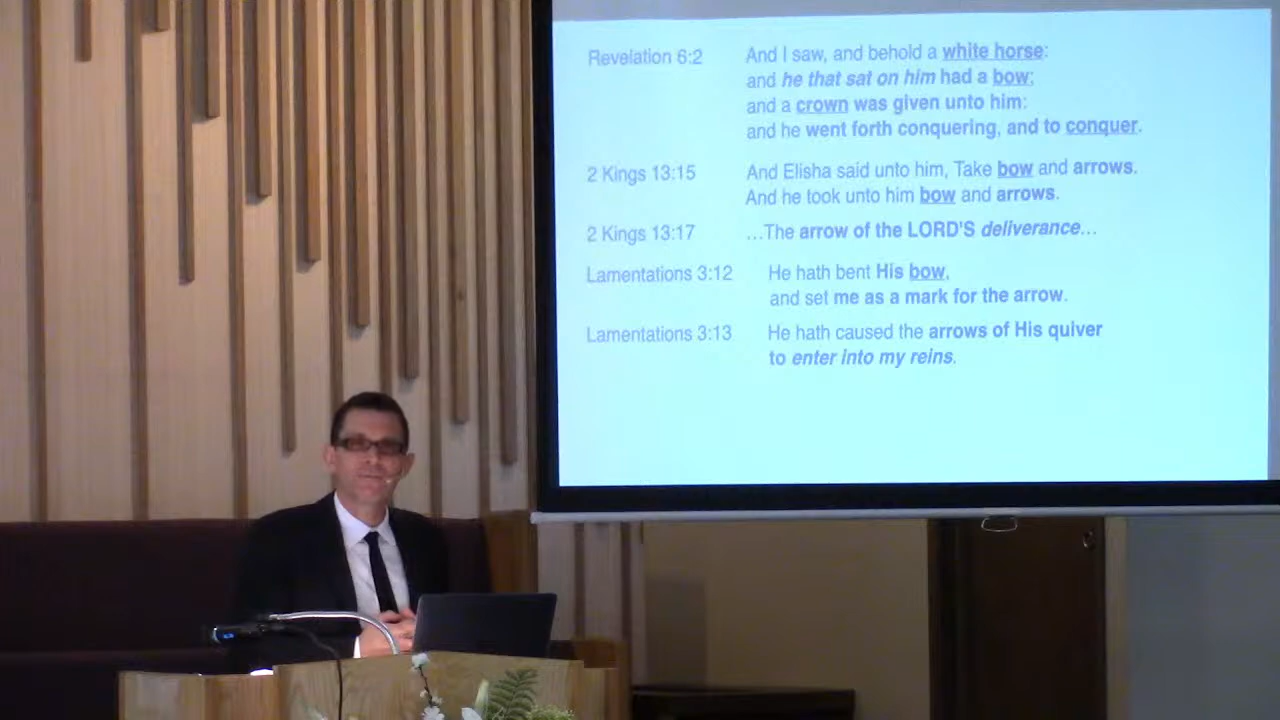 Revelation 6:2 And I saw, and behold a white horse:
and he that sat on him had a bow;
and a crown was given unto him:
and he went forth conquering, and to conquer.
2 Kings 13:15 And Elisha said unto him, Take bow and arrows.
And he took unto him bow and arrows.
2 Kings 13:17 …The arrow of the LORD'S deliverance…
Lamentations 3:12 He hath bent His bow,
and set me as a mark for the arrow.
Lamentations 3:13 He hath caused the arrows of His quiver
to enter into my reins.